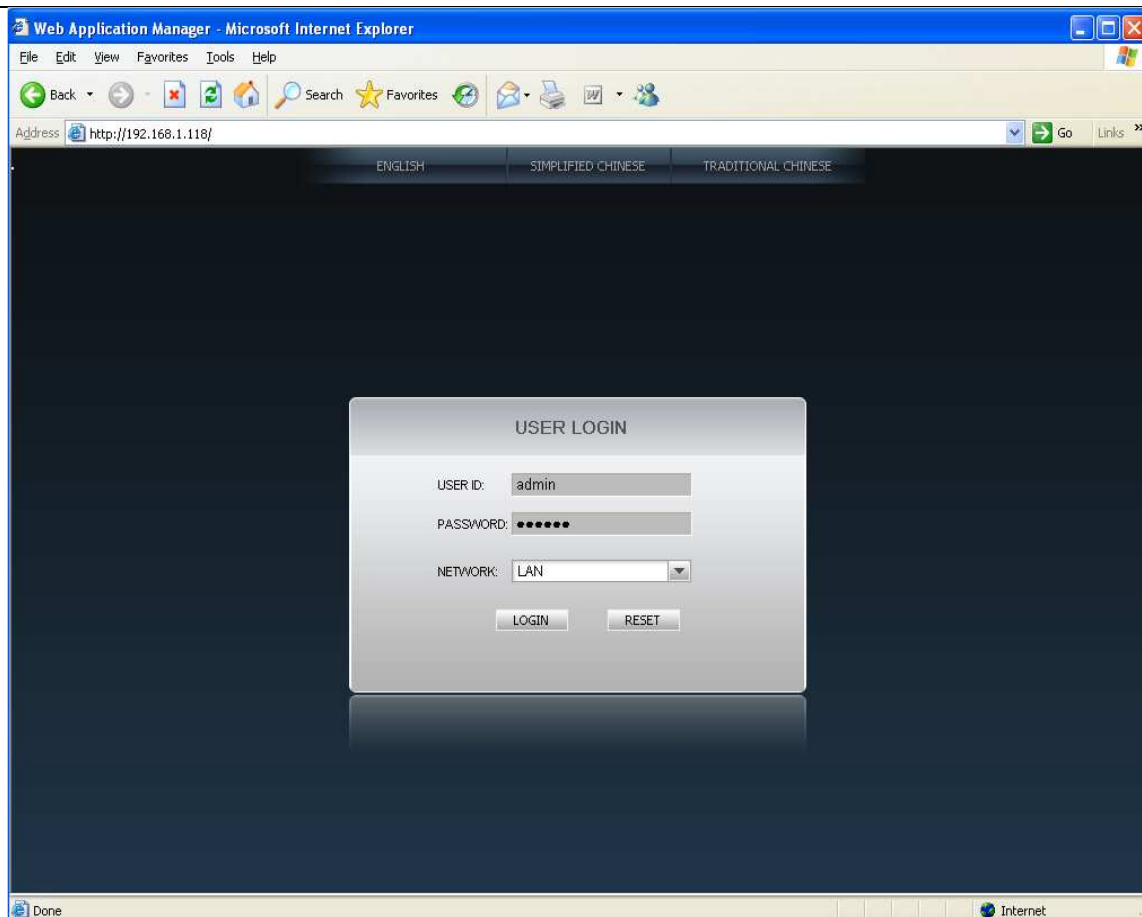 Web Application Manager - Microsoft Internet Explorer
File Edit View Favorites Tools Help
Back Search Favorites
Address http://192.168.1.118/ Go Links »
ENGLISH SIMPLIFIED CHINESE TRADITIONAL CHINESE
USER LOGIN
USER ID: admin
PASSWORD: ●●●●●●
NETWORK: LAN
LOGIN RESET
Done Internet